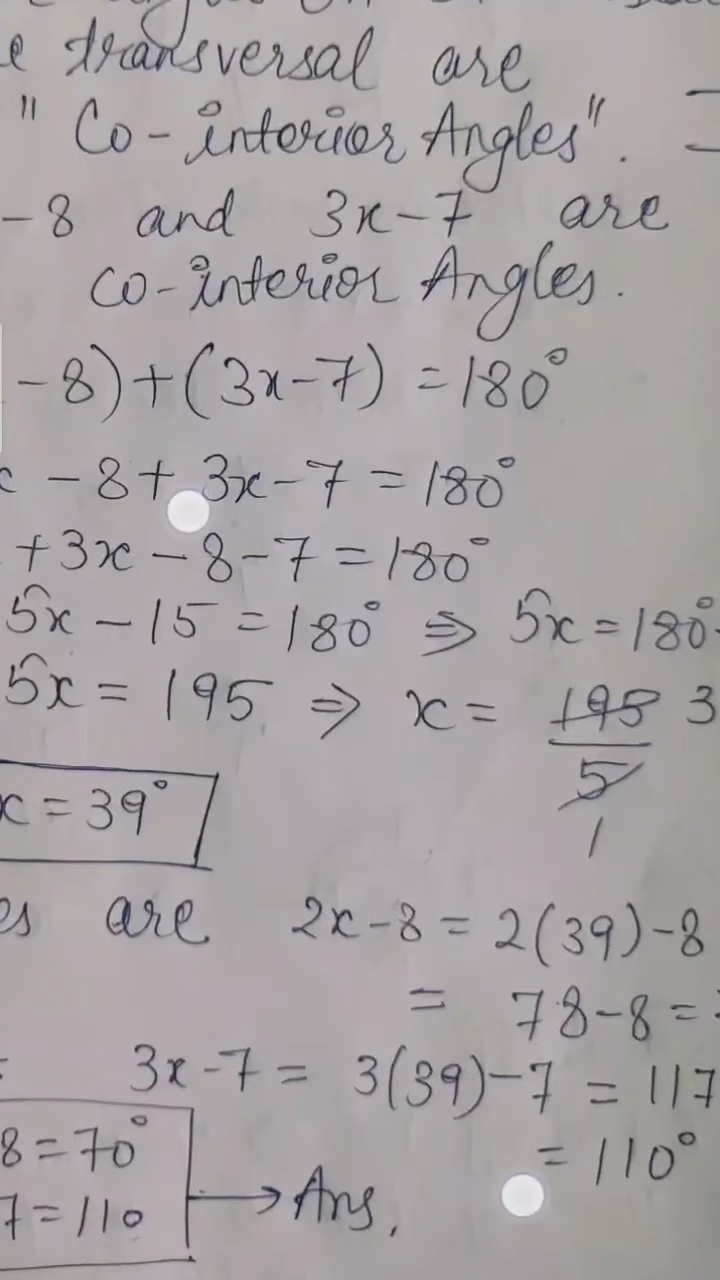 transversal are
" Co-interior Angles".
-8 and 3x-7 are
co-interior Angles.
-8)+(3x-7) =180°
-8+3x-7=180°
+3x-8-7=180°
5x-15=180° ⇒ 5x=180°
5x = 195 ⇒ x = 195/5 3
1
x=39°
are 2x-8=2(39)-8
= 78-8=
3x-7= 3(39)-7 = 117
8=70° =110°
7=110 → Ans,